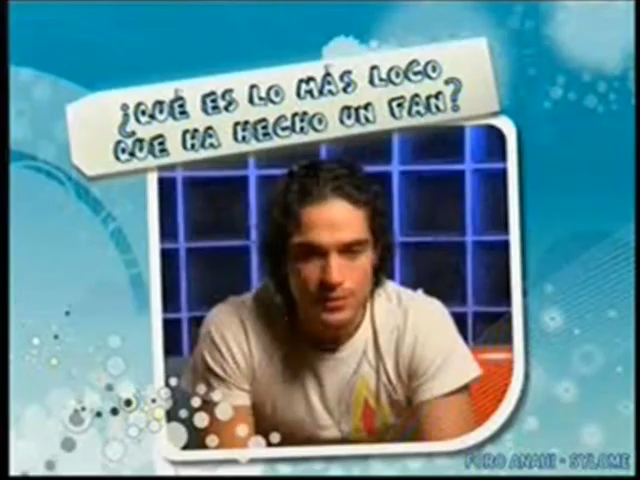 ¿QUÉ ES LO MÁS LOCO
QUE HA HECHO UN FAN?
FORO ANAHI - SYLOME